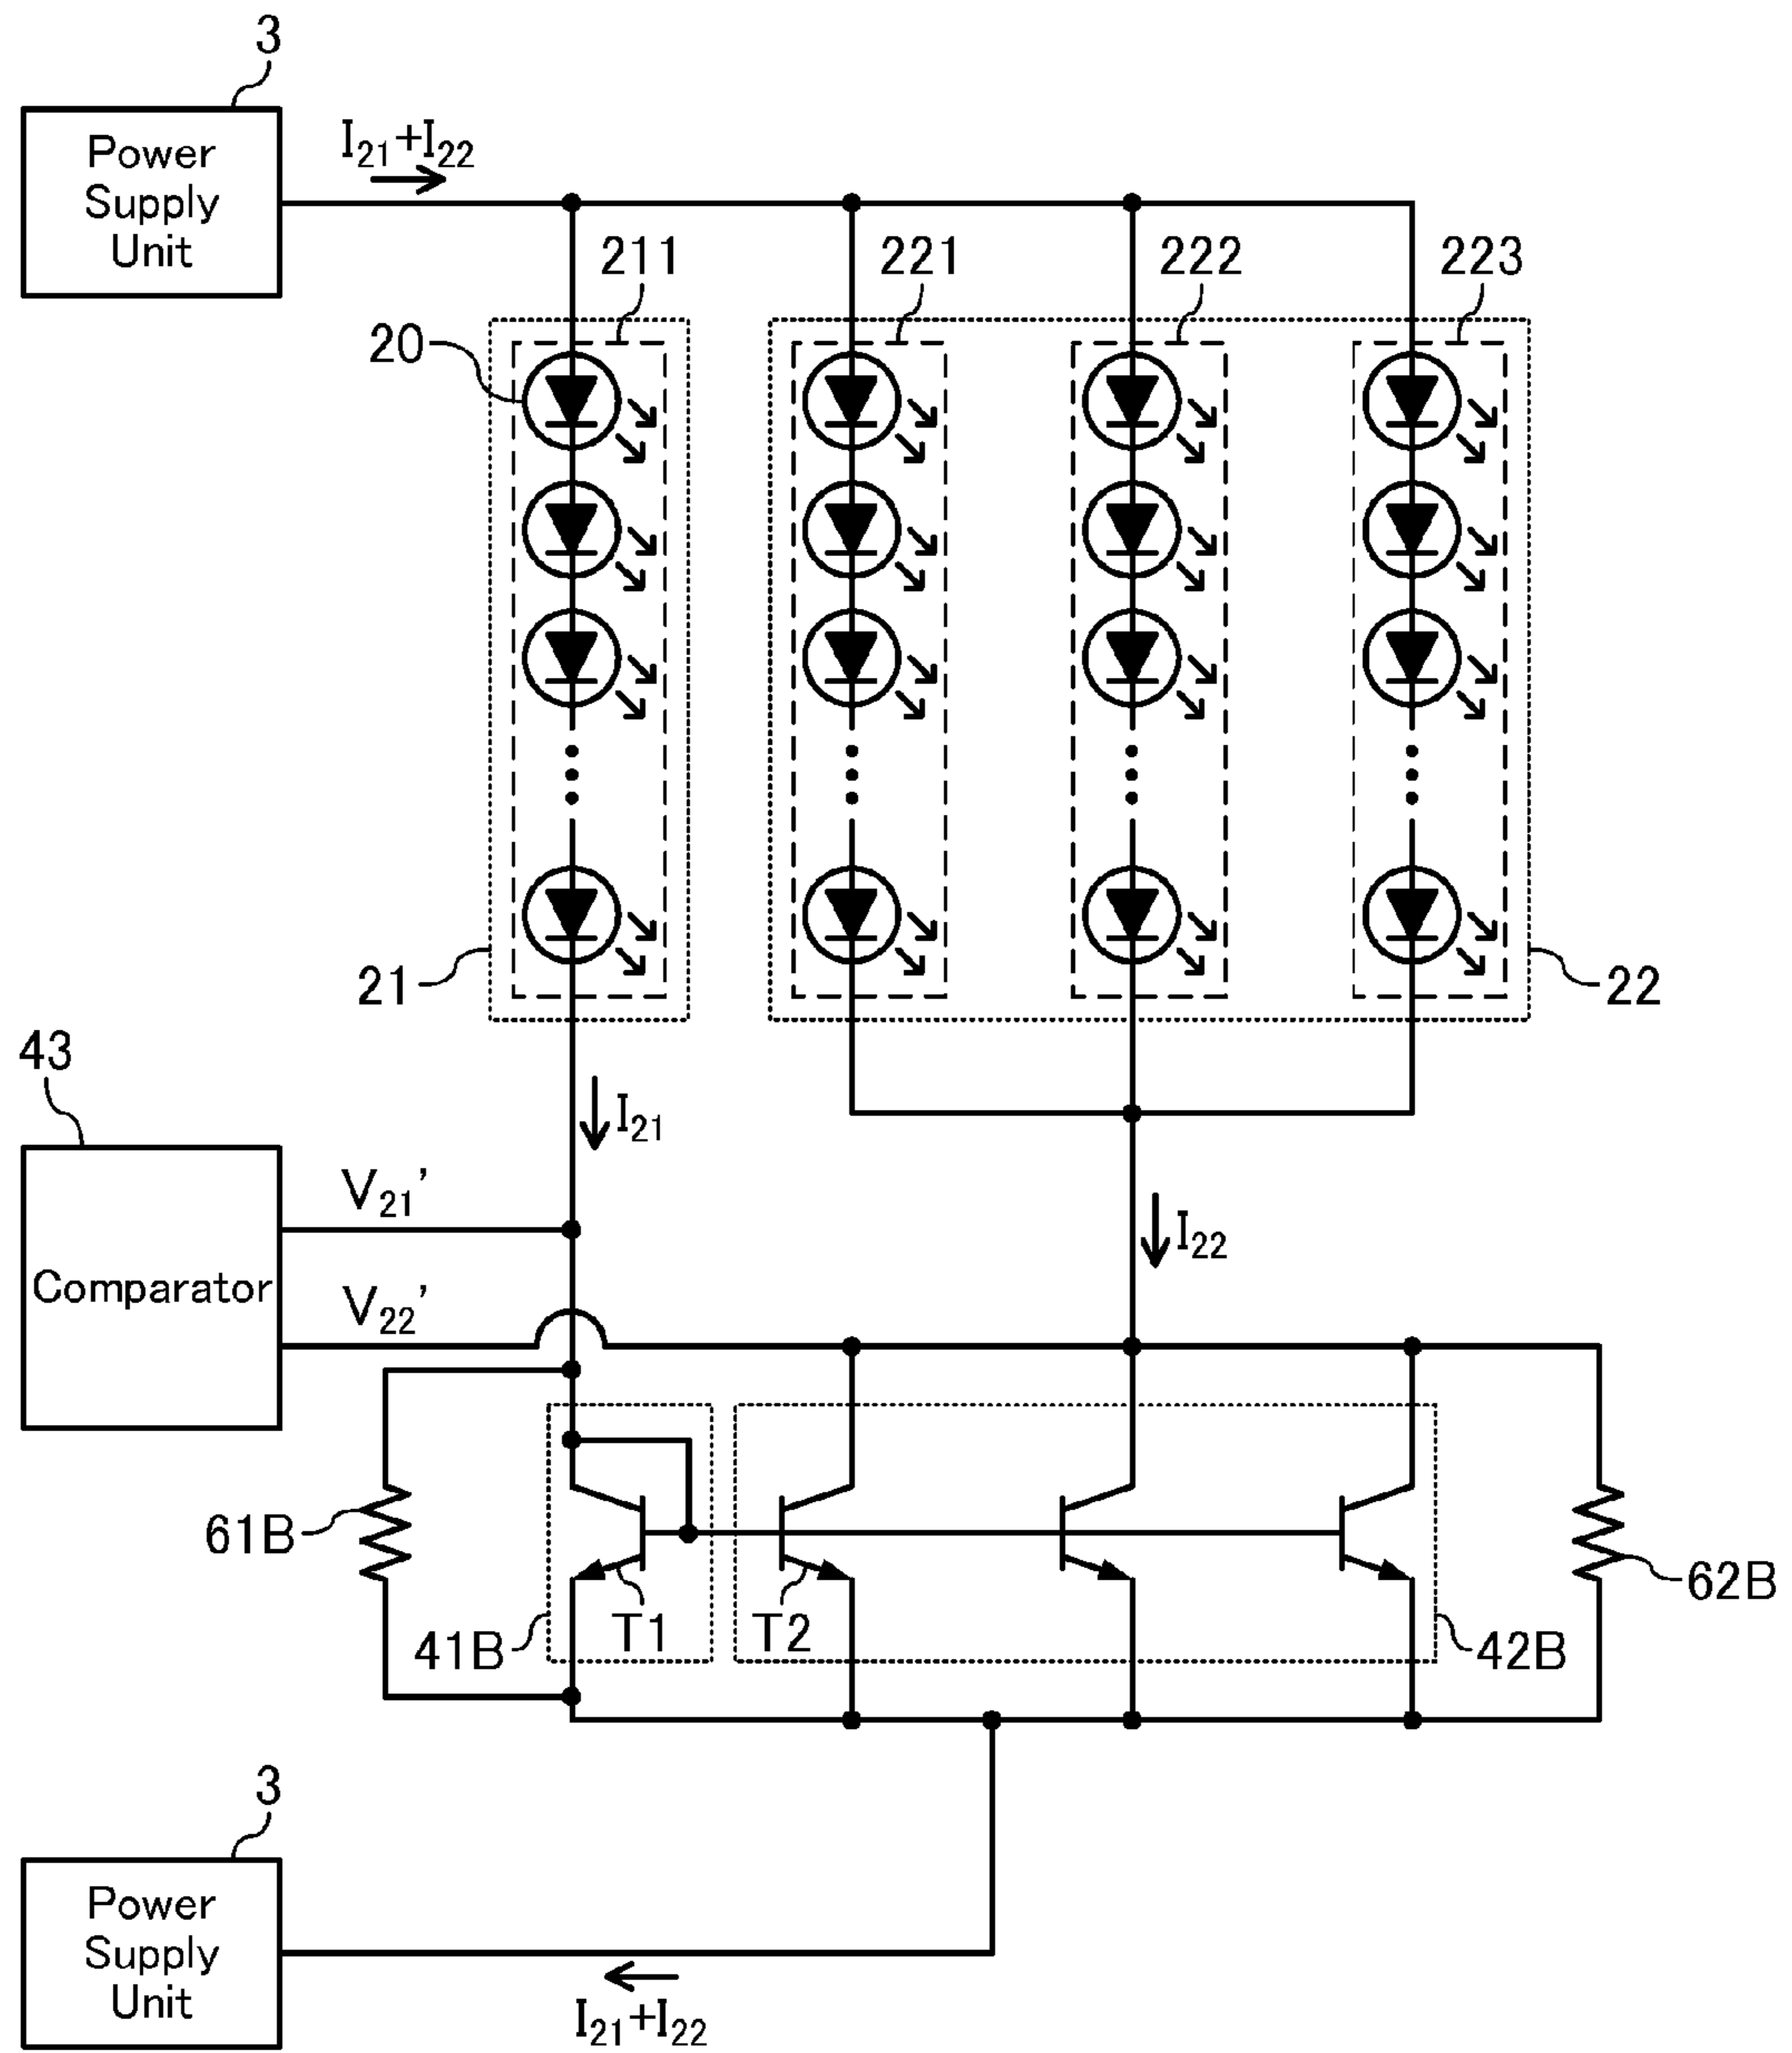 3
Power
Supply
Unit
I21+I22
211
221
222
223
20
21
22
43
I21
V21'
I22
Comparator
V22'
61B
62B
T1
T2
41B
42B
3
Power
Supply
Unit
I21+I22